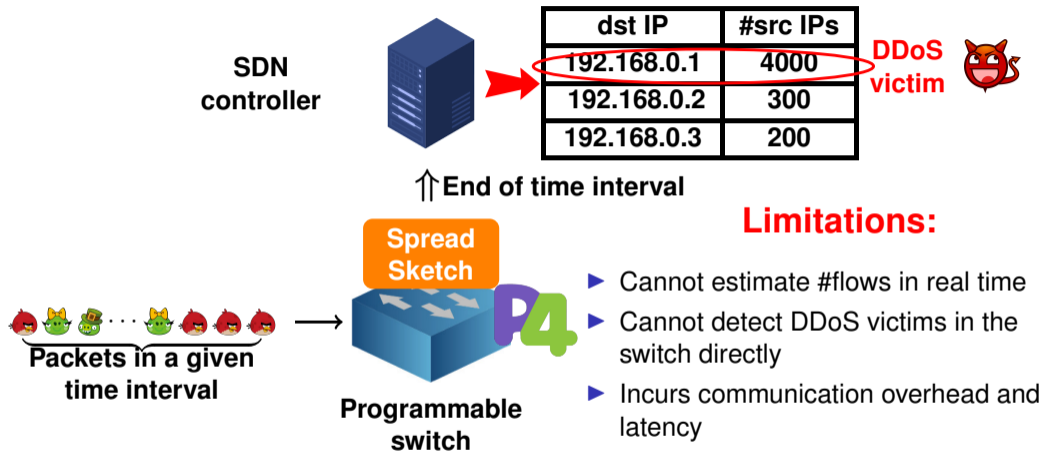 SDN
controller
dst IP #src IPs
192.168.0.1 4000
192.168.0.2 300
192.168.0.3 200
DDoS
victim
⇑ End of time interval
Spread
Sketch
P4
Packets in a given
time interval
Programmable
switch
Limitations:
Cannot estimate #flows in real time
Cannot detect DDoS victims in the
switch directly
Incurs communication overhead and
latency